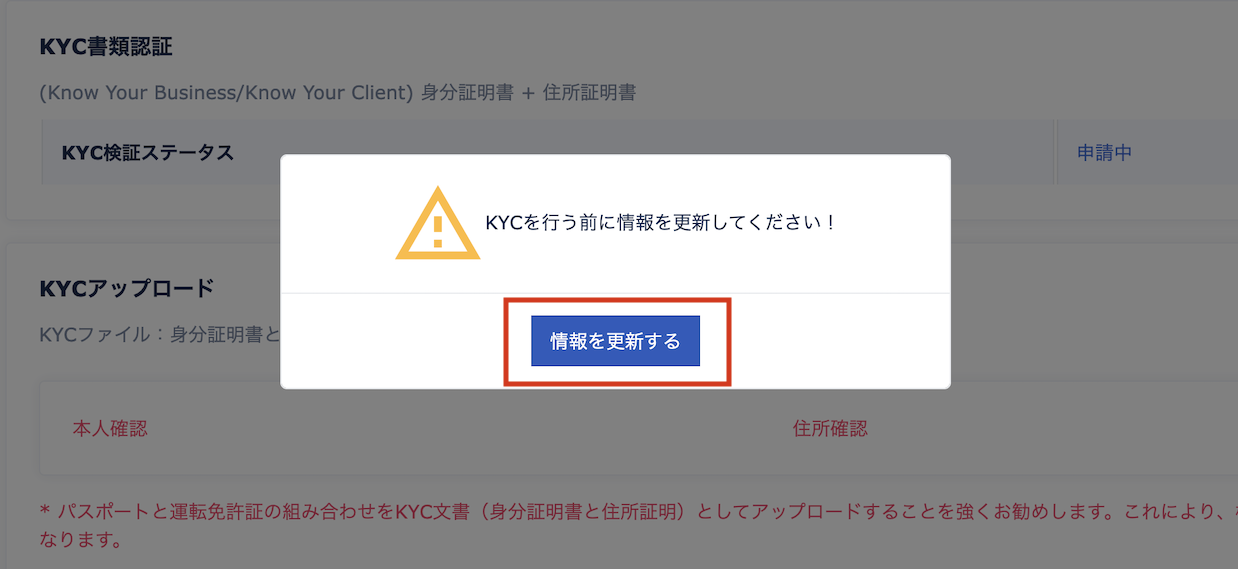 KYC書類認証
(Know Your Business/Know Your Client) 身分証明書 + 住所証明書
KYC検証ステータス
申請中
KYCを行う前に情報を更新してください！
情報を更新する
KYCアップロード
KYCファイル：身分証明書と
本人確認
住所確認
* パスポートと運転免許証の組み合わせをKYC文書（身分証明書と住所証明）としてアップロードすることを強くお勧めします。これにより、
なります。